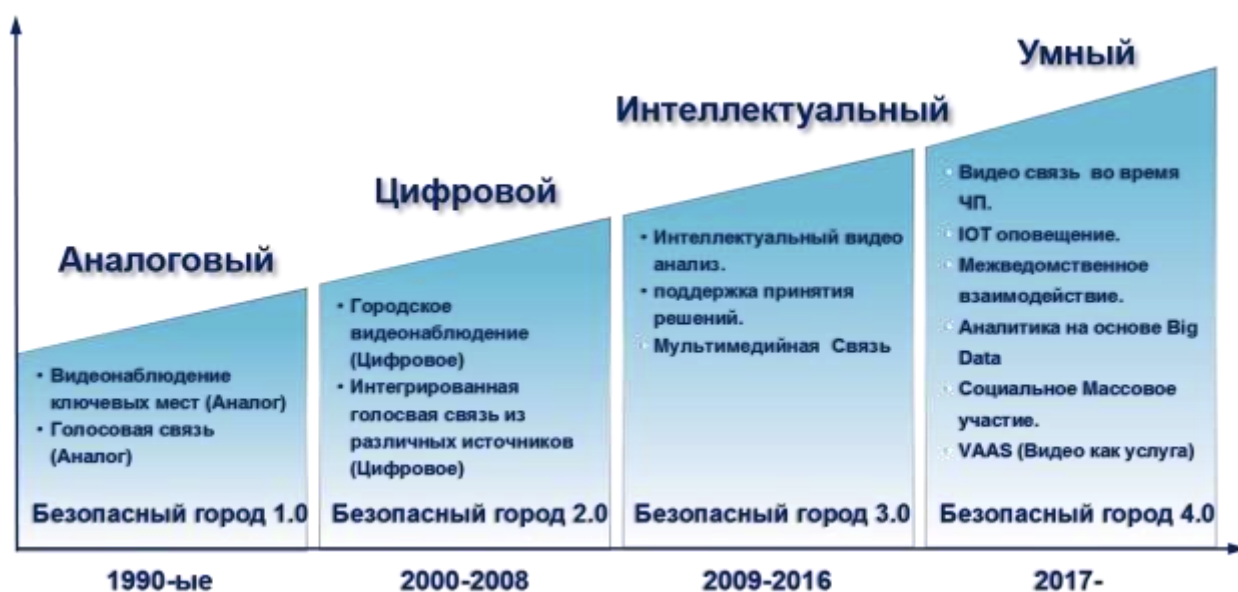 Аналоговый
• Видеонаблюдение
ключевых мест (Аналог)
• Голосовая связь
(Аналог)
Безопасный город 1.0
1990-ые
Цифровой
• Городское
видеонаблюдение
(Цифровое)
• Интегрированная
голосвая связь из
различных источников
(Цифровое)
Безопасный город 2.0
2000-2008
Интеллектуальный
• Интеллектуальный видео
анализ.
• поддержка принятия
решений.
• Мультимедийная Связь
Безопасный город 3.0
2009-2016
Умный
• Видео связь во время
ЧП.
• IOT оповещение.
• Межведомственное
взаимодействие.
• Аналитика на основе Big
Data
• Социальное Массовое
участие.
• VAAS (Видео как услуга)
Безопасный город 4.0
2017-